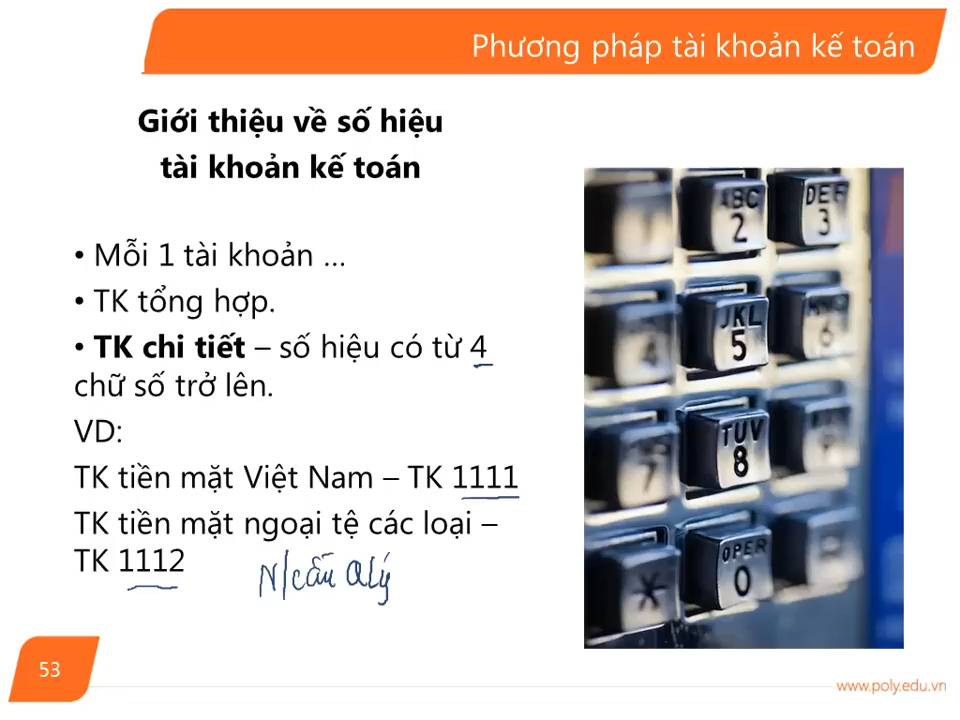 Phương pháp tài khoản kế toán
Giới thiệu về số hiệu
tài khoản kế toán
• Mỗi 1 tài khoản ...
• TK tổng hợp.
• TK chi tiết – số hiệu có từ 4
chữ số trở lên.
VD:
TK tiền mặt Việt Nam – TK 1111
TK tiền mặt ngoại tệ các loại –
TK 1112
N/cầu Qlý
ABC
2
DEF
3
JKL
5
6
4
TUV
8
7
*
OPER
0
53
www.poly.edu.vn